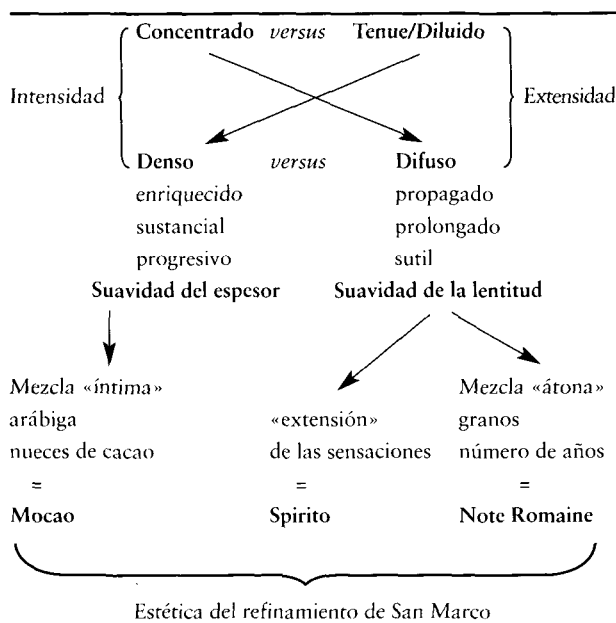 Concentrado versus Tenue/Diluido
Intensidad Extensidad
Denso versus Difuso
enriquecido propagado
sustancial prolongado
progresivo sutil
Suavidad del espesor Suavidad de la lentitud
Mezcla «íntima» Mezcla «átona»
arábiga «extensión» granos
nueces de cacao de las sensaciones número de años
= = =
Mocao Spirito Note Romaine
Estética del refinamiento de San Marco